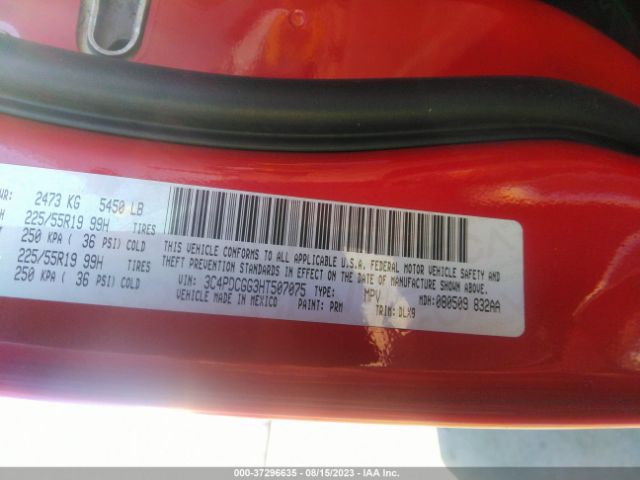 WR: 2473 KG 5450 LB
H 225/55R19 99H TIRES
250 KPA ( 36 PSI) COLD
225/55R19 99H TIRES
250 KPA ( 36 PSI) COLD
THIS VEHICLE CONFORMS TO ALL APPLICABLE U.S.A. FEDERAL MOTOR VEHICLE SAFETY AND
THEFT PREVENTION STANDARDS IN EFFECT ON THE DATE OF MANUFACTURE SHOWN ABOVE.
VIN: 3C4PDCGG3HT507075 TYPE: MPV MDH: 080509 832AA
VEHICLE MADE IN MEXICO PAINT: PRM TRIM: DLX9
000-37296635 - 08/15/2023 - IAA Inc.